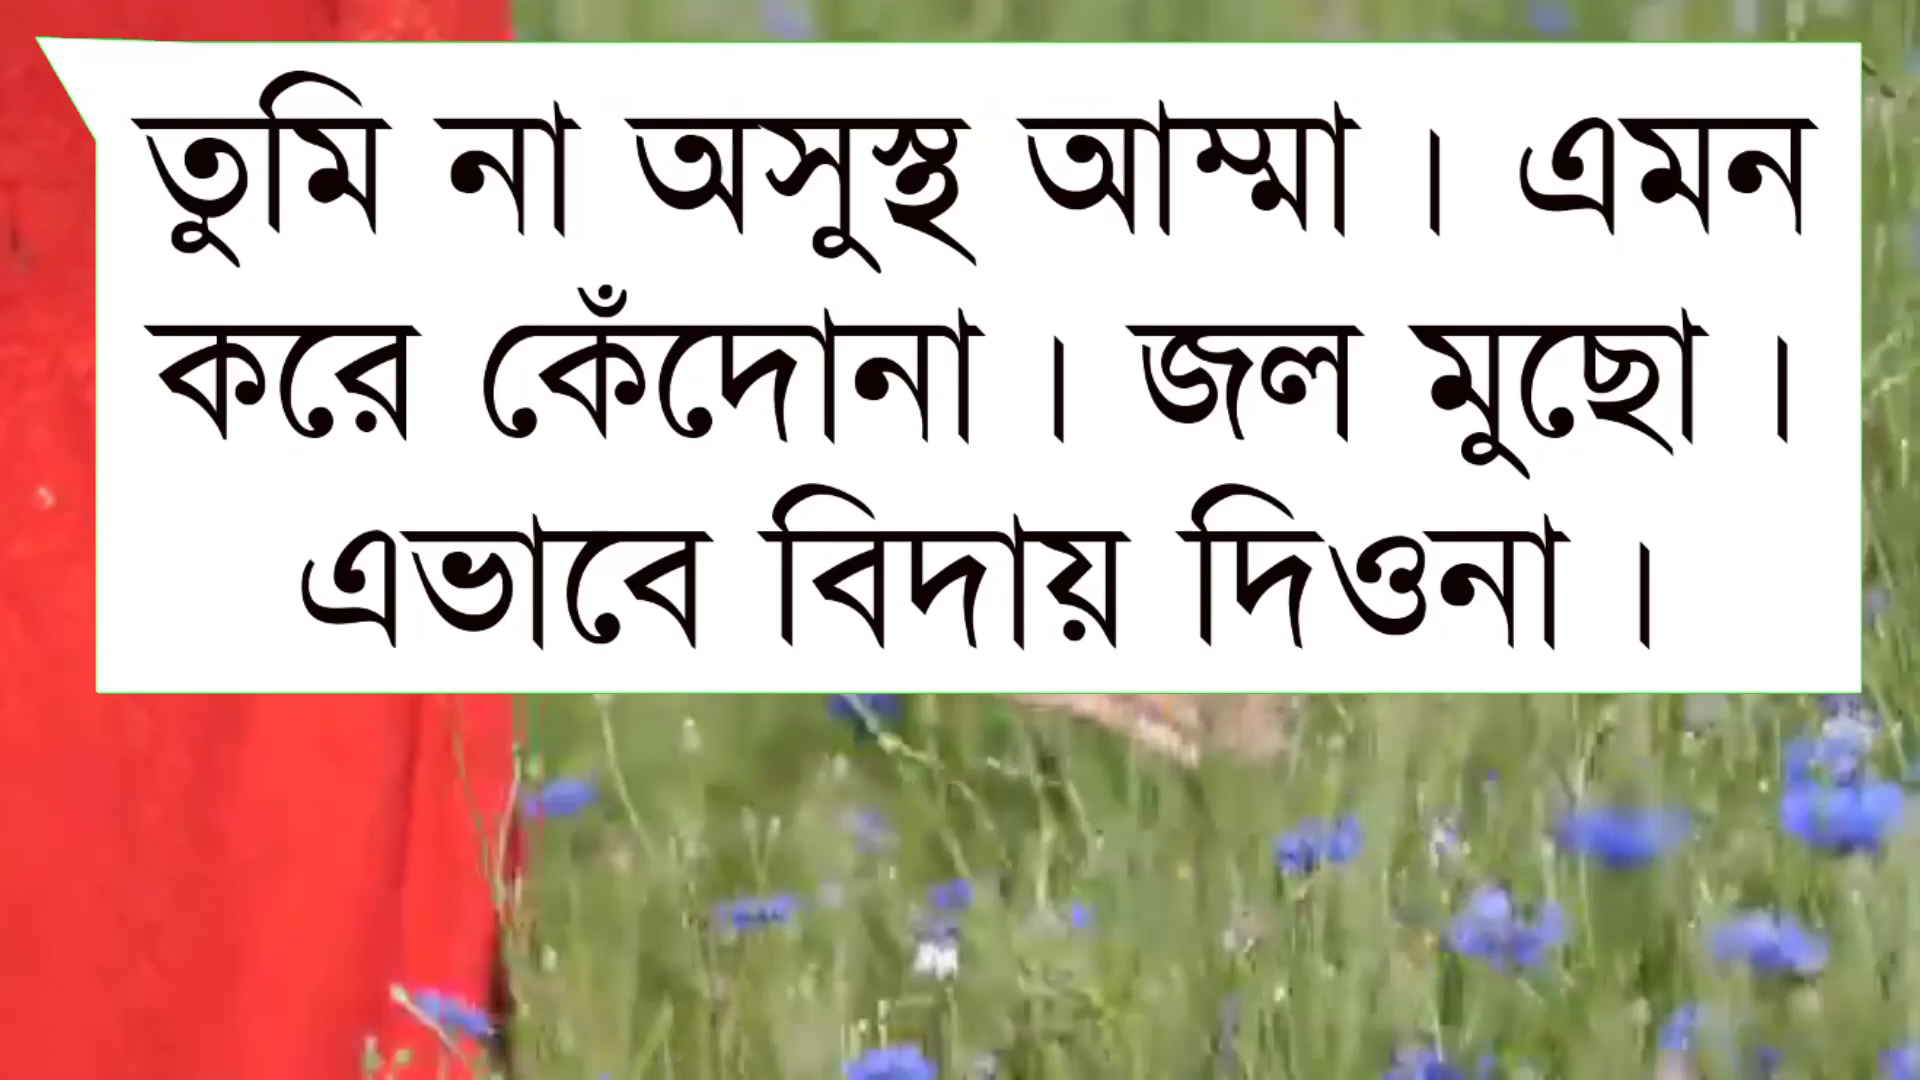 তুমি না অসুস্থ আম্মা । এমন
করে কেঁদোনা । জল মুছো ।
এভাবে বিদায় দিওনা ।